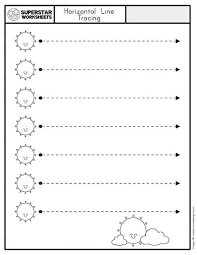 SUPERSTAR
WORKSHEETS
Horizontal Line
Tracing